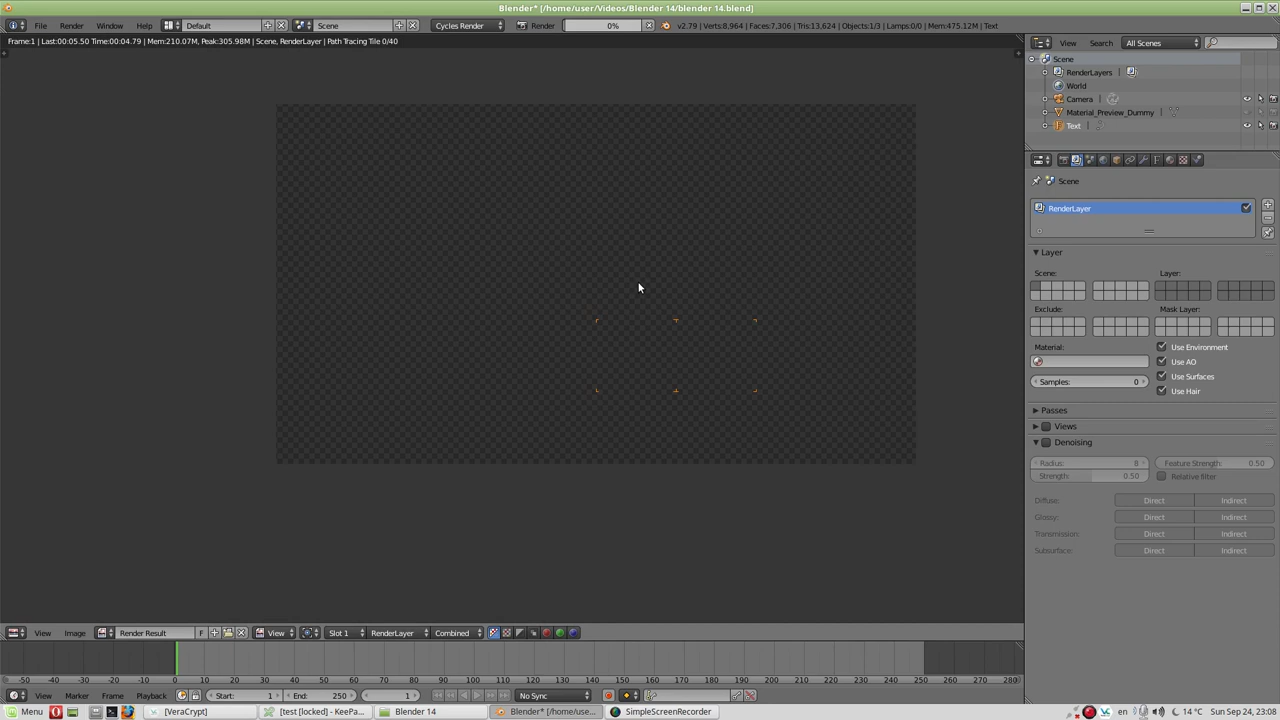 Blender* [/home/user/Videos/Blender 14/blender 14.blend]
File Render Window Help Default Scene Cycles Render Render 0% v2.79 | Verts:8,964 | Faces:7,306 | Tris:13,624 | Objects:1/3 | Lamps:0/0 | Mem:475.12M | Text
Frame:1 | Last:00:05.50 Time:00:04.79 | Mem:210.07M, Peak:305.98M | Scene, RenderLayer | Path Tracing Tile 0/40
View Search All Scenes
Scene
RenderLayers
World
Camera
Material_Preview_Dummy
Text
Scene
RenderLayer
Layer
Scene: Layer:
Exclude: Mask Layer:
Material: Use Environment
Use AO
Samples: 0 Use Surfaces
Use Hair
Passes
Views
Denoising
Radius: 8 Feature Strength: 0.50
Strength: 0.50 Relative filter
Diffuse: Direct Indirect
Glossy: Direct Indirect
Transmission: Direct Indirect
Subsurface: Direct Indirect
View Image Render Result F View Slot 1 RenderLayer Combined
-50 -40 -30 -20 -10 0 10 20 30 40 50 60 70 80 90 100 110 120 130 140 150 160 170 180 190 200 210 220 230 240 250 260 270 280
View Marker Frame Playback Start: 1 End: 250 1 No Sync
Menu [VeraCrypt] [test [locked] - KeePa... Blender 14 Blender* [/home/use... SimpleScreenRecorder en 14 °C Sun Sep 24, 23:08